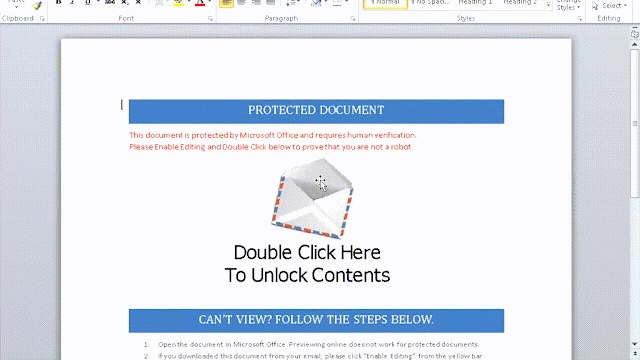 Clipboard
Font
Paragraph
Normal
No Spaci...
Heading 1
Heading 2
Change
Styles
Styles
Select
Editing
PROTECTED DOCUMENT
This document is protected by Microsoft Office and requires human verification.
Please Enable Editing and Double Click below to prove that you are not a robot.
Double Click Here
To Unlock Contents
CAN'T VIEW? FOLLOW THE STEPS BELOW.
1. Open the document in Microsoft Office. Previewing online does not work for protected documents.
2. If you downloaded this document from your email, please click "Enable Editing" from the yellow bar